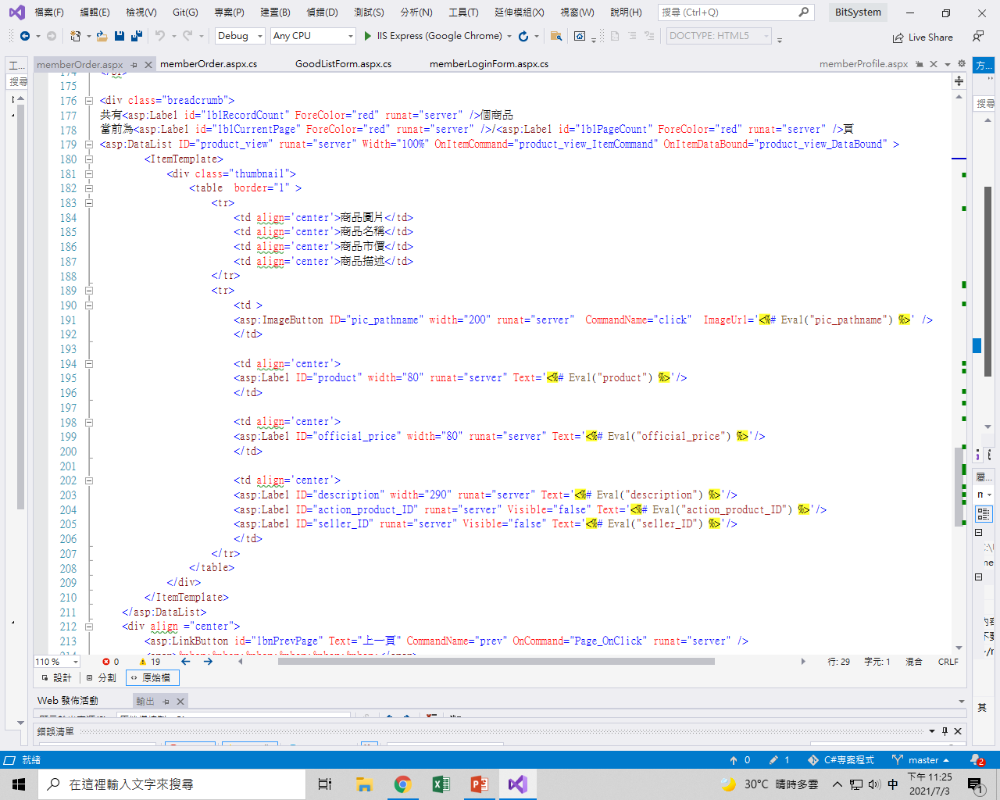 檔案(F) 編輯(E) 檢視(V) Git(G) 專案(P) 建置(B) 偵錯(D) 測試(S) 分析(N) 工具(T) 延伸模組(X) 視窗(W) 說明(H) 搜尋 (Ctrl+Q) BitSystem
Debug Any CPU IIS Express (Google Chrome) DOCTYPE: HTML5 Live Share
工... memberOrder.aspx memberOrder.aspx.cs GoodListForm.aspx.cs memberLoginForm.aspx.cs memberProfile.aspx 方...
搜尋
174
175
176 <div class="breadcrumb">
177 共有<asp:Label id="lblRecordCount" ForeColor="red" runat="server" />個商品
178 當前為<asp:Label id="lblCurrentPage" ForeColor="red" runat="server" />/<asp:Label id="lblPageCount" ForeColor="red" runat="server" />頁
179 <asp:DataList ID="product_view" runat="server" Width="100%" OnItemCommand="product_view_ItemCommand" OnItemDataBound="product_view_DataBound" >
180 <ItemTemplate>
181 <div class="thumbnail">
182 <table  border="1" >
183 <tr>
184 <td align='center'>商品圖片</td>
185 <td align='center'>商品名稱</td>
186 <td align='center'>商品市價</td>
187 <td align='center'>商品描述</td>
188 </tr>
189 <tr>
190 <td >
191 <asp:ImageButton ID="pic_pathname" width="200" runat="server"  CommandName="click"  ImageUrl='<%# Eval("pic_pathname") %>' />
192 </td>
193
194 <td align='center'>
195 <asp:Label ID="product" width="80" runat="server" Text='<%# Eval("product") %>'/>
196 </td>
197
198 <td align='center'>
199 <asp:Label ID="official_price" width="80" runat="server" Text='<%# Eval("official_price") %>'/>
200 </td>
201
202 <td align='center'>
203 <asp:Label ID="description" width="290" runat="server" Text='<%# Eval("description") %>'/>
204 <asp:Label ID="action_product_ID" runat="server" Visible="false" Text='<%# Eval("action_product_ID") %>'/>
205 <asp:Label ID="seller_ID" runat="server" Visible="false" Text='<%# Eval("seller_ID") %>'/>
206 </td>
207 </tr>
208 </table>
209 </div>
210 </ItemTemplate>
211 </asp:DataList>
212 <div align ="center">
213 <asp:LinkButton id="lbnPrevPage" Text="上一頁" CommandName="prev" OnCommand="Page_OnClick" runat="server" />
搜尋
屬...
110 % 0 19 行: 29 字元: 1 混合 CRLF
設計 分割 原始檔
Web 發佈活動 輸出
錯誤清單
其
就緒 0 1 C#專案程式 master 2
在這裡輸入文字來搜尋 30°C 晴時多雲 中 下午 11:25
2021/7/3 1